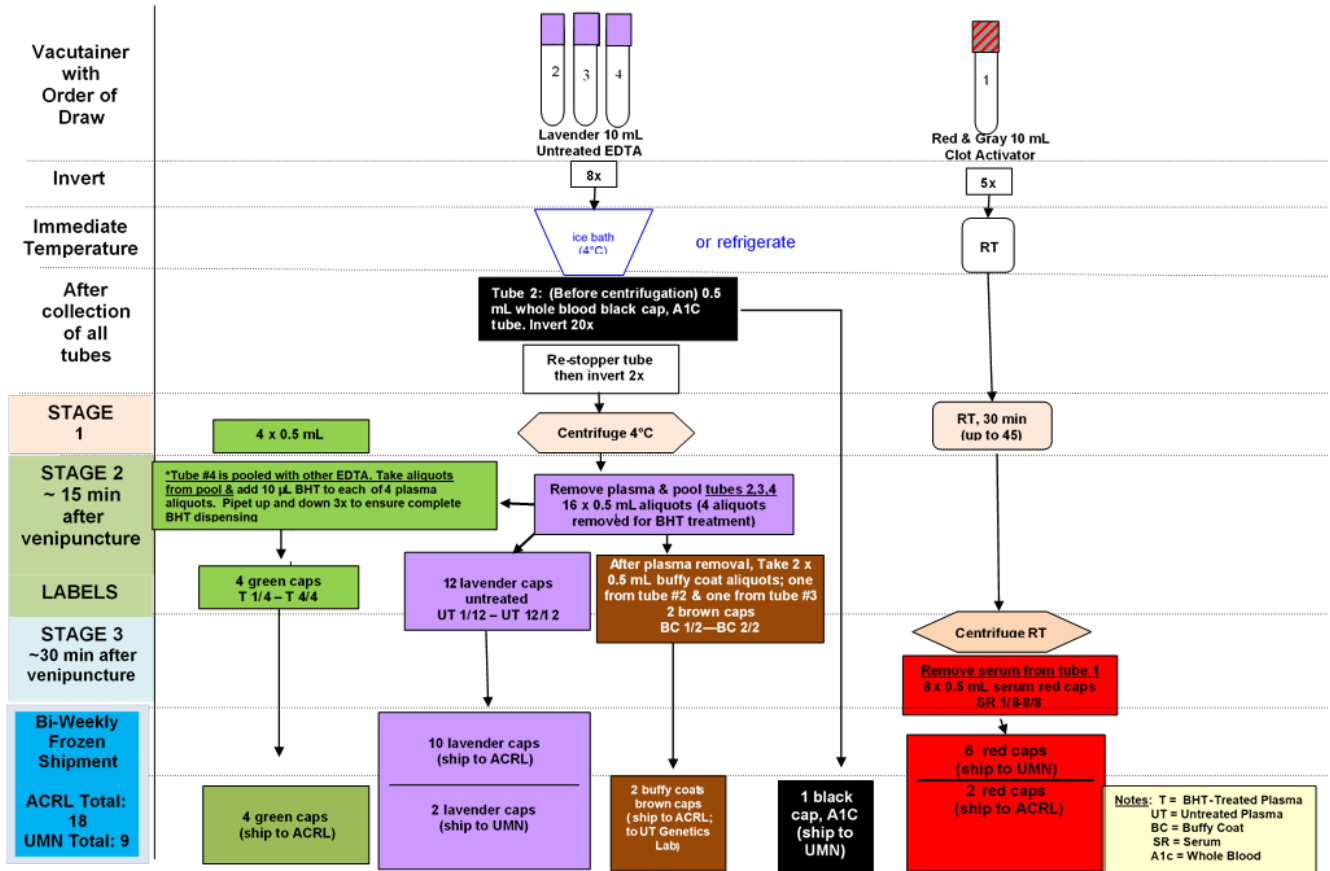 Vacutainer
with
Order of
Draw
2
3
4
1
Lavender 10 mL
Untreated EDTA
Red & Gray 10 mL
Clot Activator
Invert
8x
5x
Immediate
Temperature
ice bath
(4°C)
or refrigerate
RT
After
collection
of all
tubes
Tube 2: (Before centrifugation) 0.5
mL whole blood black cap, A1C
tube. Invert 20x
Re-stopper tube
then invert 2x
STAGE
1
4 x 0.5 mL
Centrifuge 4°C
RT, 30 min
(up to 45)
STAGE 2
~ 15 min
after
venipuncture
*Tube #4 is pooled with other EDTA. Take aliquots
from pool & add 10 µL BHT to each of 4 plasma
aliquots. Pipet up and down 3x to ensure complete
BHT dispensing
Remove plasma & pool tubes 2,3,4
16 x 0.5 mL aliquots (4 aliquots
removed for BHT treatment)
LABELS
4 green caps
T 1/4 – T 4/4
12 lavender caps
untreated
UT 1/12 – UT 12/1 2
After plasma removal, Take 2 x
0.5 mL buffy coat aliquots; one
from tube #2 & one from tube #3
2 brown caps
BC 1/2—BC 2/2
STAGE 3
~30 min after
venipuncture
Centrifuge RT
Remove serum from tube 1
8 x 0.5 mL serum red caps
SR 1/8-8/8
Bi-Weekly
Frozen
Shipment
ACRL Total:
18
UMN Total: 9
4 green caps
(ship to ACRL)
10 lavender caps
(ship to ACRL)
2 lavender caps
(ship to UMN)
2 buffy coats
brown caps
(ship to ACRL;
to UT Genetics
Lab)
1 black
cap, A1C
(ship to
UMN)
6 red caps
(ship to UMN)
2 red caps
(ship to ACRL)
Notes: T = BHT-Treated Plasma
UT = Untreated Plasma
BC = Buffy Coat
SR = Serum
A1c = Whole Blood